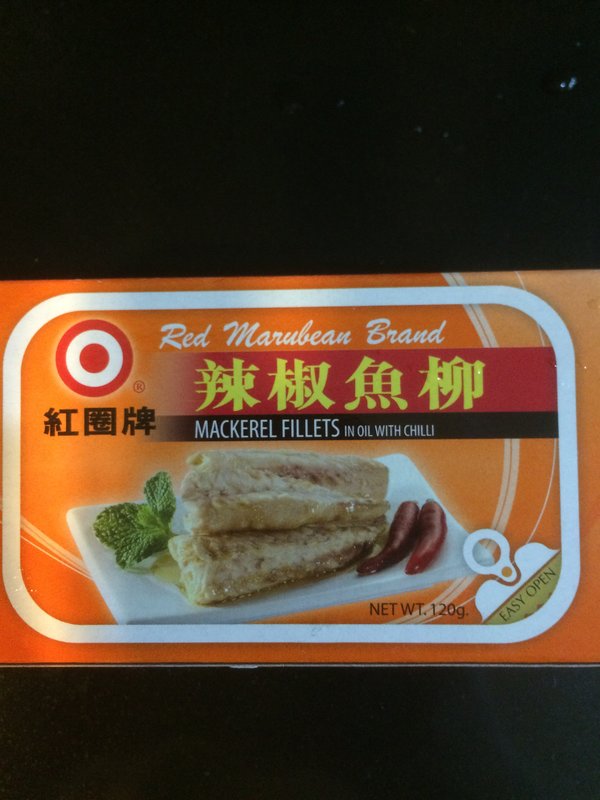 Red Marubean Brand
®
紅圈牌
辣椒魚柳
MACKEREL FILLETS IN OIL WITH CHILLI
NET WT. 120g.
EASY OPEN